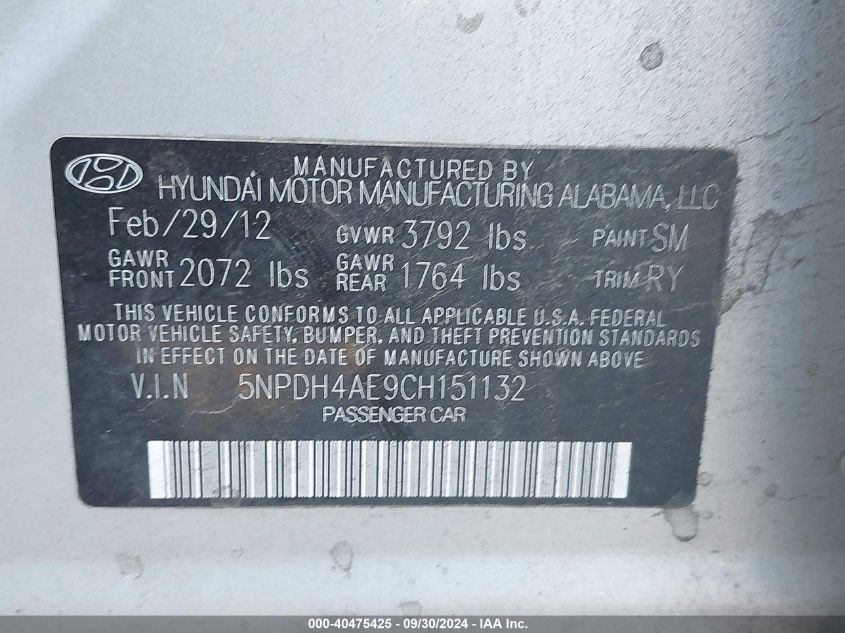 MANUFACTURED BY
HYUNDAI MOTOR MANUFACTURING ALABAMA, LLC
Feb/29/12 GVWR 3792 lbs PAINT SM
GAWR FRONT 2072 lbs GAWR REAR 1764 lbs TRIM RY
THIS VEHICLE CONFORMS TO ALL APPLICABLE U.S.A. FEDERAL
MOTOR VEHICLE SAFETY, BUMPER, AND THEFT PREVENTION STANDARDS
IN EFFECT ON THE DATE OF MANUFACTURE SHOWN ABOVE
V.I.N 5NPDH4AE9CH151132
PASSENGER CAR
000-40475425 - 09/30/2024 - IAA Inc.